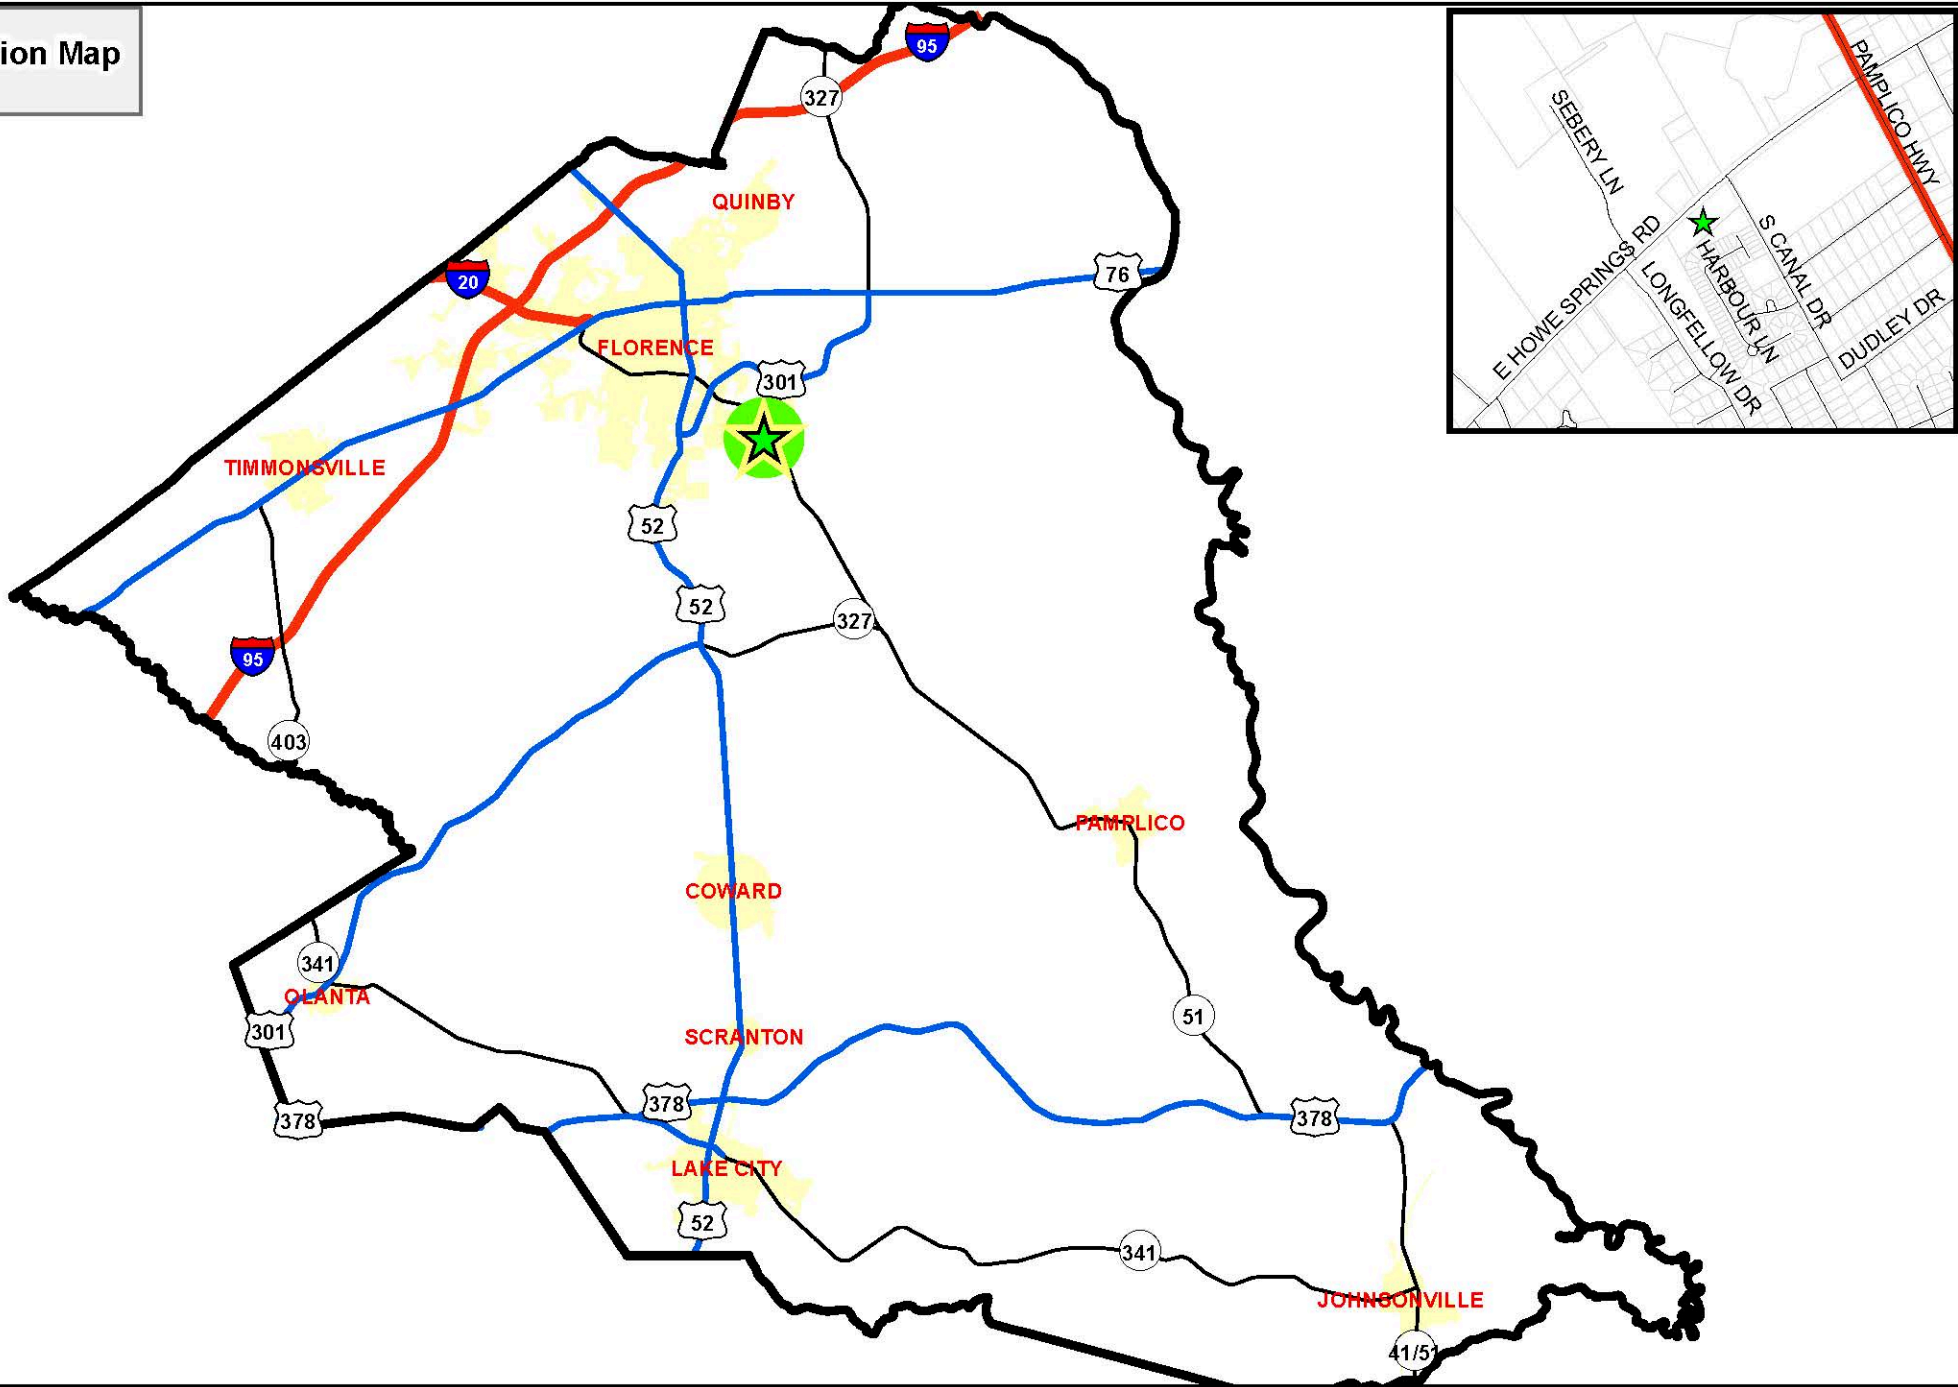 ion Map
95
327
QUINBY
20
76
FLORENCE
301
TIMMONSVILLE
52
52
327
95
403
PAMPLICO
COWARD
341
OLANTA
51
301
SCRANTON
378
378
378
LAKE CITY
52
341
JOHNSONVILLE
41/51
PAMPLICO HWY
SEBERY LN
E HOWE SPRINGS RD
S CANAL DR
HARBOUR LN
LONGFELLOW DR
DUDLEY DR